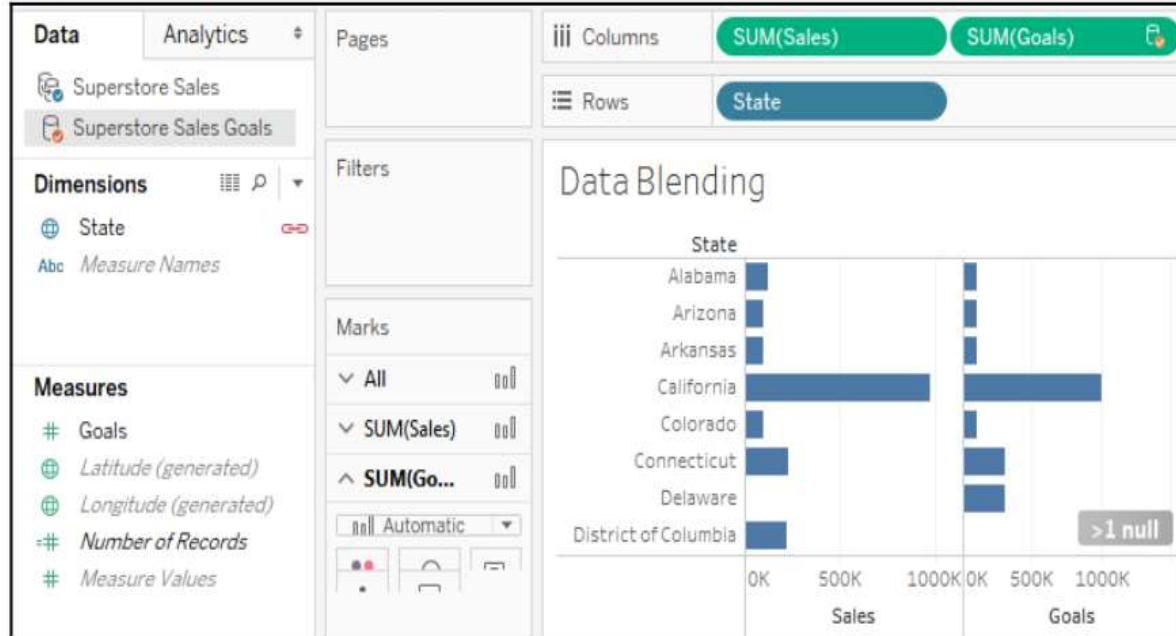 Data
Analytics
Superstore Sales
Superstore Sales Goals
Dimensions
State
Abc Measure Names
Measures
# Goals
Latitude (generated)
Longitude (generated)
=# Number of Records
# Measure Values
Pages
Filters
Marks
All
SUM(Sales)
SUM(Go...
Automatic
Columns SUM(Sales) SUM(Goals)
Rows State
Data Blending
State
Alabama
Arizona
Arkansas
California
Colorado
Connecticut
Delaware
District of Columbia
>1 null
0K 500K 1000K 0K 500K 1000K
Sales Goals